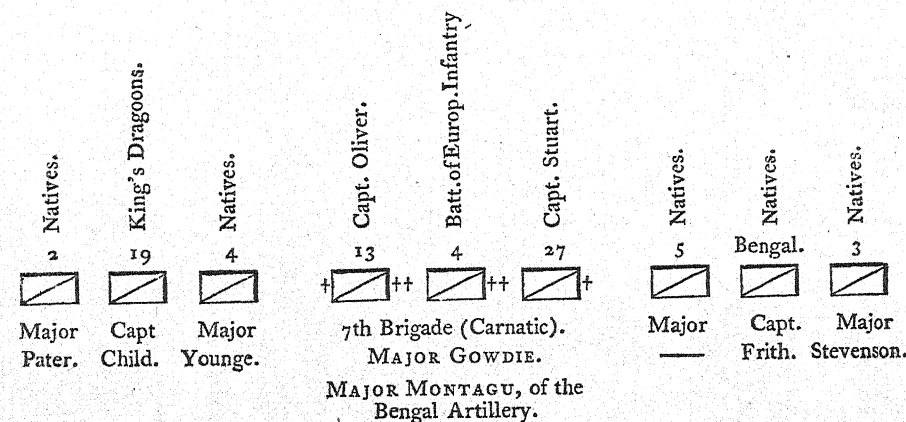 Natives.
King's Dragoons.
Natives.
Capt. Oliver.
Batt. of Europ. Infantry
Capt. Stuart.
Natives.
Natives.
Natives.
2 19 4 13 4 27 5 Bengal. 3
† †† †† †
Major Capt Major 7th Brigade (Carnatic). Major Capt. Major
Pater. Child. Younge. MAJOR GOWDIE. — Frith. Stevenson.
MAJOR MONTAGU, of the
Bengal Artillery.